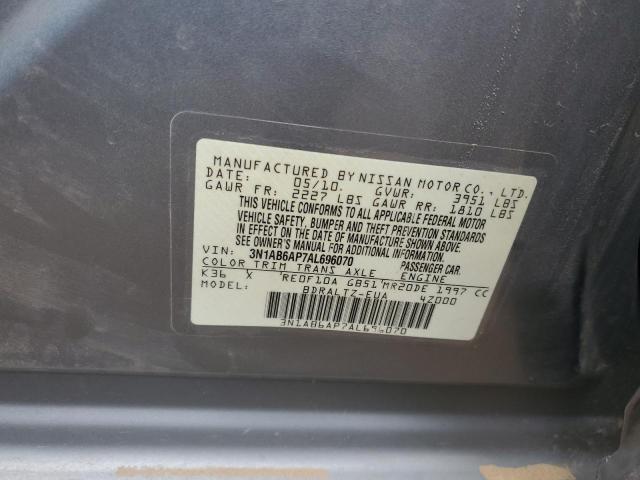 MANUFACTURED BY NISSAN MOTOR CO., LTD.
DATE: 05/10. GVWR: 3951 LBS
GAWR FR: 2227 LBS GAWR RR: 1810 LBS
THIS VEHICLE CONFORMS TO ALL APPLICABLE FEDERAL MOTOR
VEHICLE SAFETY, BUMPER AND THEFT PREVENTION STANDARDS
IN EFFECT ON THE DATE OF MANUFACTURE SHOWN ABOVE.
SEE OWNER'S MANUAL FOR ADDITIONAL INFORMATION.
VIN: 3N1AB6AP7AL696070 PASSENGER CAR.
COLOR TRIM TRANS AXLE ENGINE
K36 X RE0F10A GB51 MR20DE 1997 CC
MODEL: BDRALTZ-EUA 4Z000
3N1AB6AP7AL696070